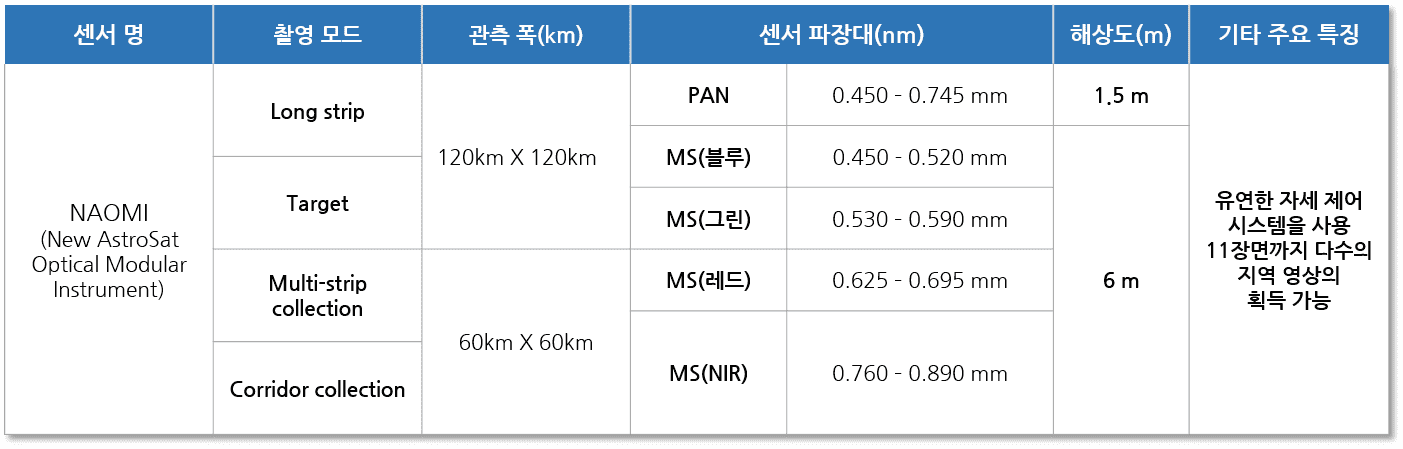 센서 명
촬영 모드
관측 폭(km)
센서 파장대(nm)
해상도(m)
기타 주요 특징
NAOMI
(New AstroSat
Optical Modular
Instrument)
Long strip
Target
Multi-strip
collection
Corridor collection
120km X 120km
60km X 60km
PAN
0.450 - 0.745 mm
1.5 m
MS(블루)
0.450 - 0.520 mm
MS(그린)
0.530 - 0.590 mm
MS(레드)
0.625 - 0.695 mm
MS(NIR)
0.760 - 0.890 mm
6 m
유연한 자세 제어
시스템을 사용
11장면까지 다수의
지역 영상의
획득 가능